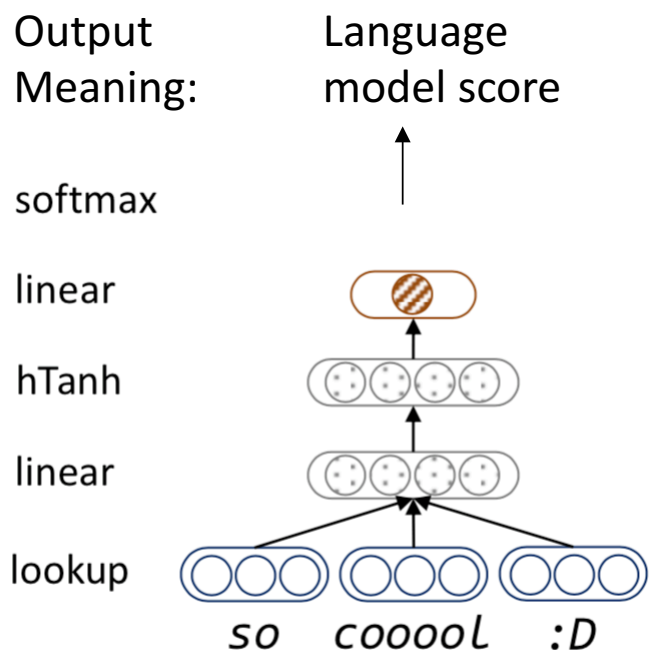 Output Language
Meaning: model score
softmax
linear
hTanh
linear
lookup
so cooool :D